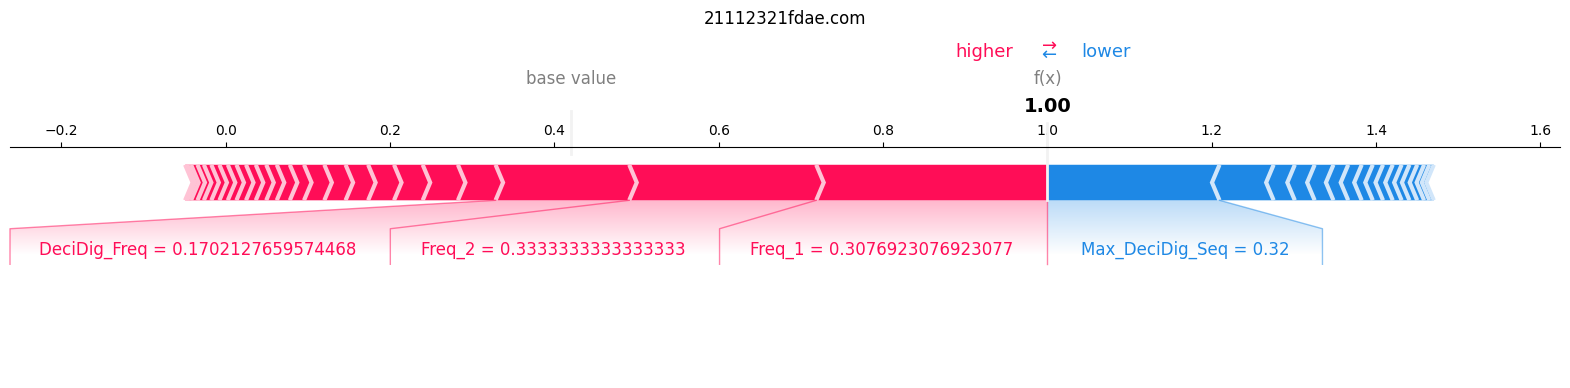 21112321fdae.com
higher → lower
←
base value f(x)
1.00
−0.2 0.0 0.2 0.4 0.6 0.8 1.0 1.2 1.4 1.6
DeciDig_Freq = 0.1702127659574468 Freq_2 = 0.3333333333333333 Freq_1 = 0.3076923076923077 Max_DeciDig_Seq = 0.32